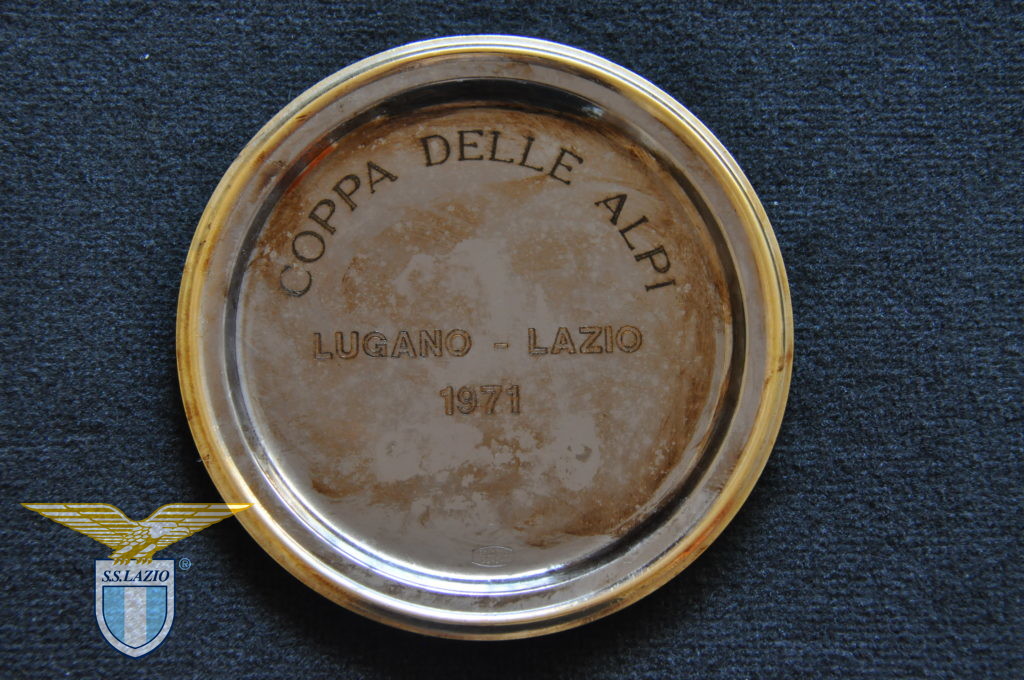 COPPA DELLE ALPI
LUGANO - LAZIO
1971
S.S.LAZIO
®